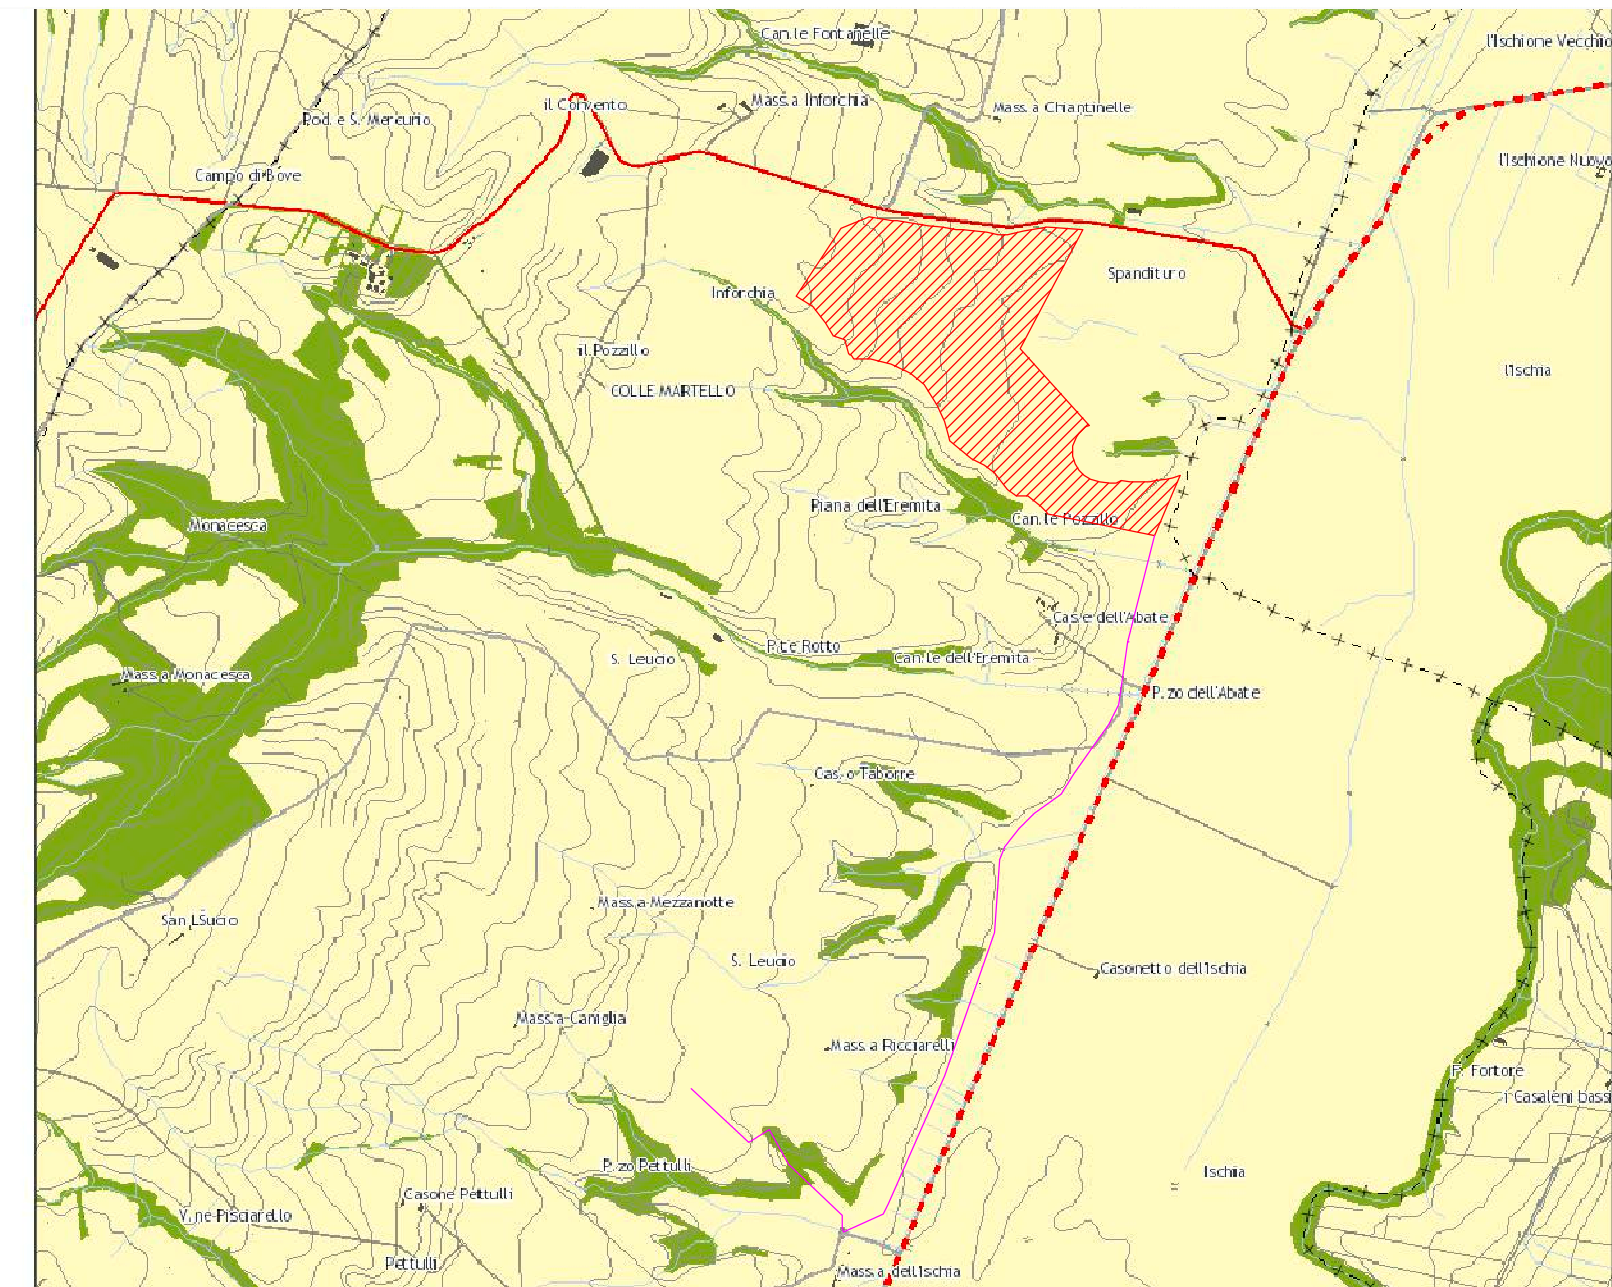 Can.le Fontanelle
l'Ischione Vecchio
Mass.a Inforchia
il Convento
Mass.a Chiantinelle
Pod.e S. Mercurio
l'Ischione Nuovo
Campo di Bove
Spandituro
Inforchia
il Pozzillo
l'Ischia
COLLE MARTELLO
Piana dell'Eremita
Can.le Pozzillo
Monacesca
Case dell'Abate
P.te Rotto
S. Leucio
Can.le dell'Eremita
Mass.a Monacesca
P.zo dell'Abate
Cas.o Taborre
Mass.a Mezzanotte
San
S. Leucio
Casonetto dell'Ischia
Mass.a Caniglia
Mass.a Ricciarelli
F. Fortore
i Casaleni bassi
P.zo Pettulli
Ischia
Casone Pettulli
V.ne Pisciarello
Pettulli
Mass.a dell'Ischia